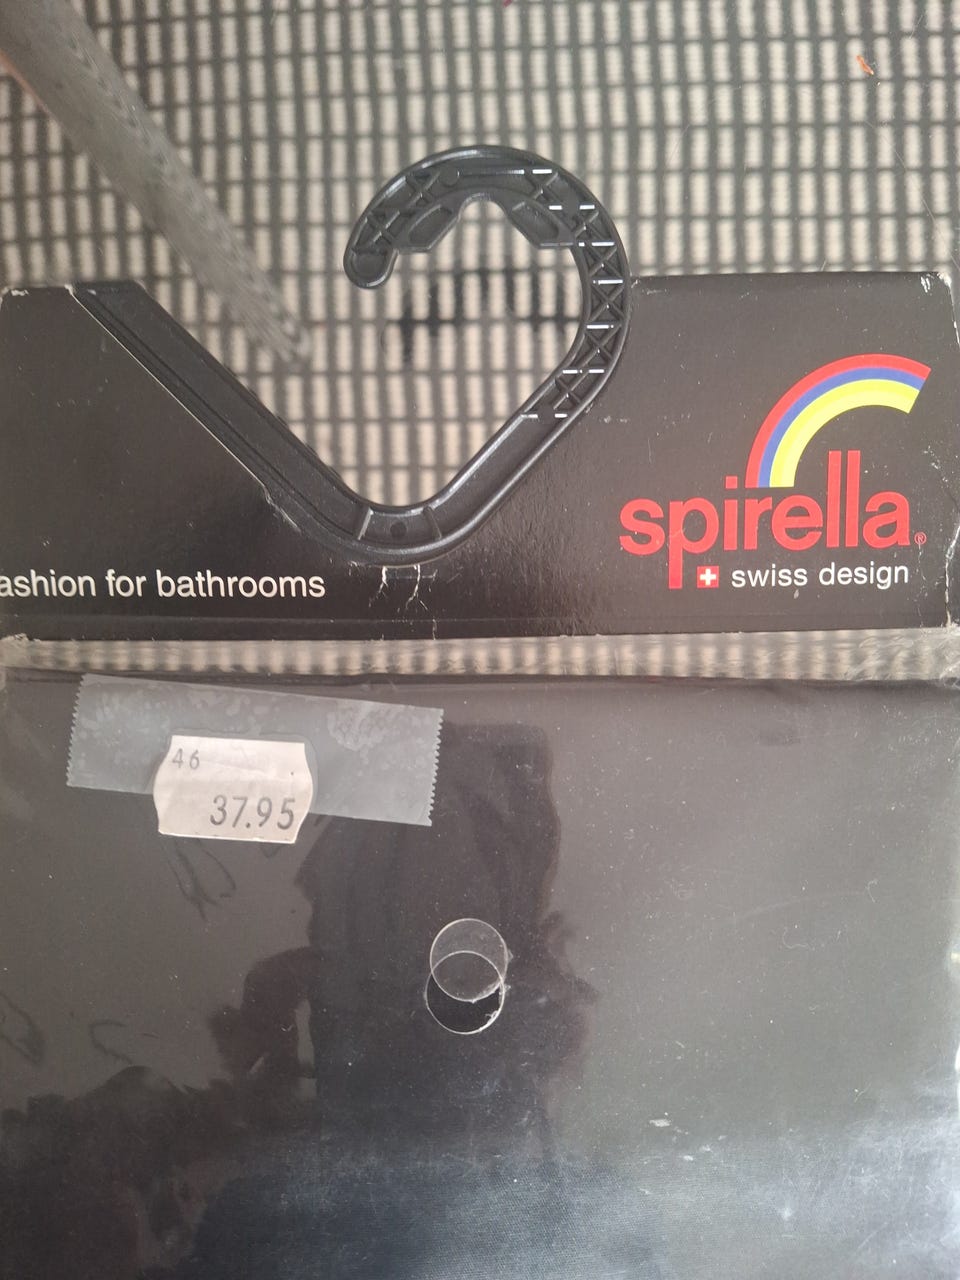 spirella®
ashion for bathrooms
swiss design
46
37.95